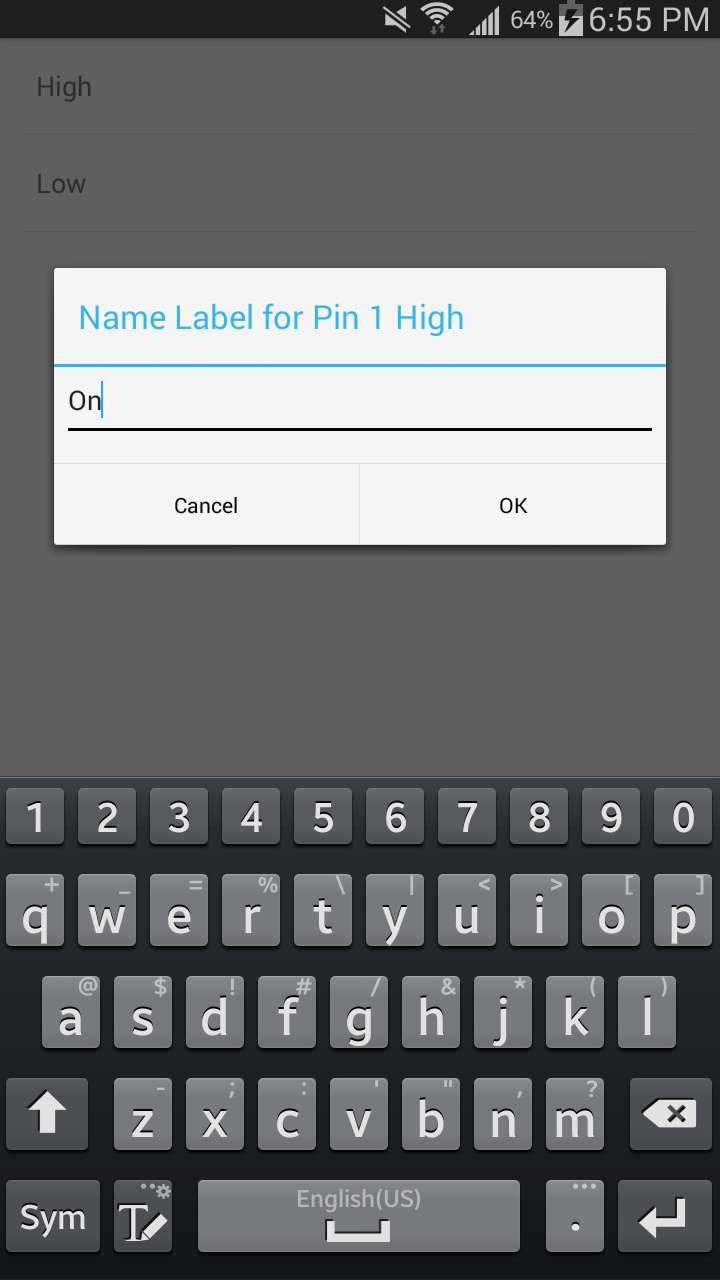 64% 6:55 PM
High
Low
Name Label for Pin 1 High
On
Cancel OK
1 2 3 4 5 6 7 8 9 0
+ _ = % \ | < > [ ]
q w e r t y u i o p
@ $ ! # / & * ( )
a s d f g h j k l
- ; : ' " , ?
z x c v b n m
English(US)
Sym T .